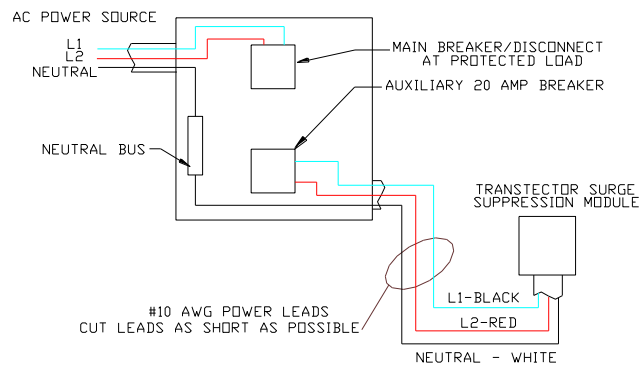 AC POWER SOURCE
L1
L2
NEUTRAL
MAIN BREAKER/DISCONNECT
AT PROTECTED LOAD
AUXILIARY 20 AMP BREAKER
NEUTRAL BUS
TRANSTECTOR SURGE
SUPPRESSION MODULE
L1-BLACK
#10 AWG POWER LEADS
CUT LEADS AS SHORT AS POSSIBLE
L2-RED
NEUTRAL - WHITE